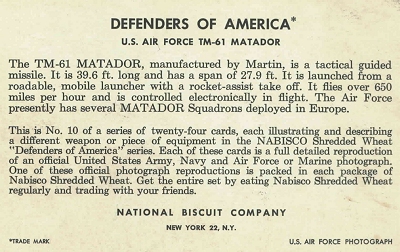 DEFENDERS OF AMERICA*
U.S. AIR FORCE TM-61 MATADOR
The TM-61 MATADOR, manufactured by Martin, is a tactical guided
missile. It is 39.6 ft. long and has a span of 27.9 ft. It is launched from a
roadable, mobile launcher with a rocket-assist take off. It flies over 650
miles per hour and is controlled electronically in flight. The Air Force
presently has several MATADOR Squadrons deployed in Europe.
This is No. 10 of a series of twenty-four cards, each illustrating and describing
a different weapon or piece of equipment in the NABISCO Shredded Wheat
"Defenders of America" series. Each of these cards is a full detailed reproduction
of an official United States Army, Navy and Air Force or Marine photograph.
One of these official photograph reproductions is packed in each package of
Nabisco Shredded Wheat. Get the entire set by eating Nabisco Shredded Wheat
regularly and trading with your friends.
NATIONAL BISCUIT COMPANY
NEW YORK 22, N.Y.
*TRADE MARK
U.S. AIR FORCE PHOTOGRAPH